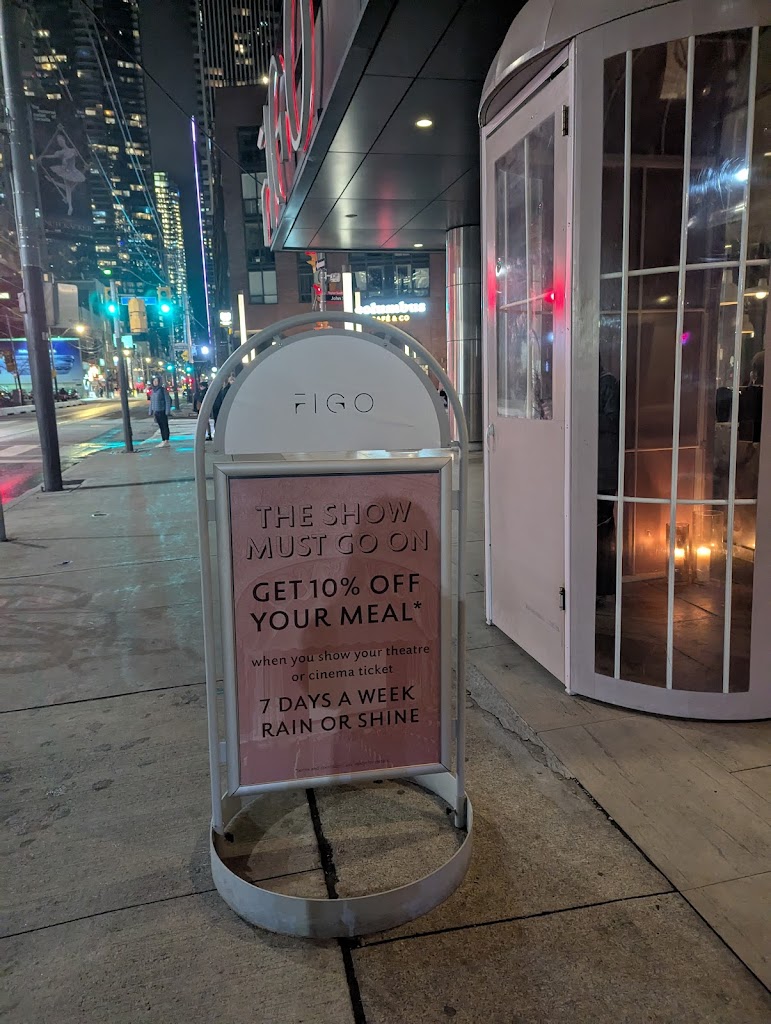 FIGO
THE SHOW
MUST GO ON
GET 10% OFF
YOUR MEAL*
when you show your theatre
or cinema ticket
7 DAYS A WEEK
RAIN OR SHINE